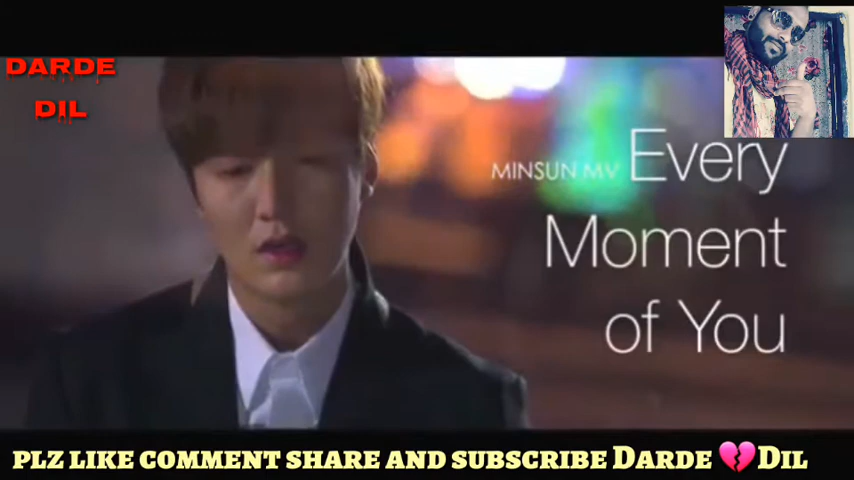 DARDE
DIL
MINSUN MV Every
Moment
of You
PLZ LIKE COMMENT SHARE AND SUBSCRIBE DARDE 💔DIL